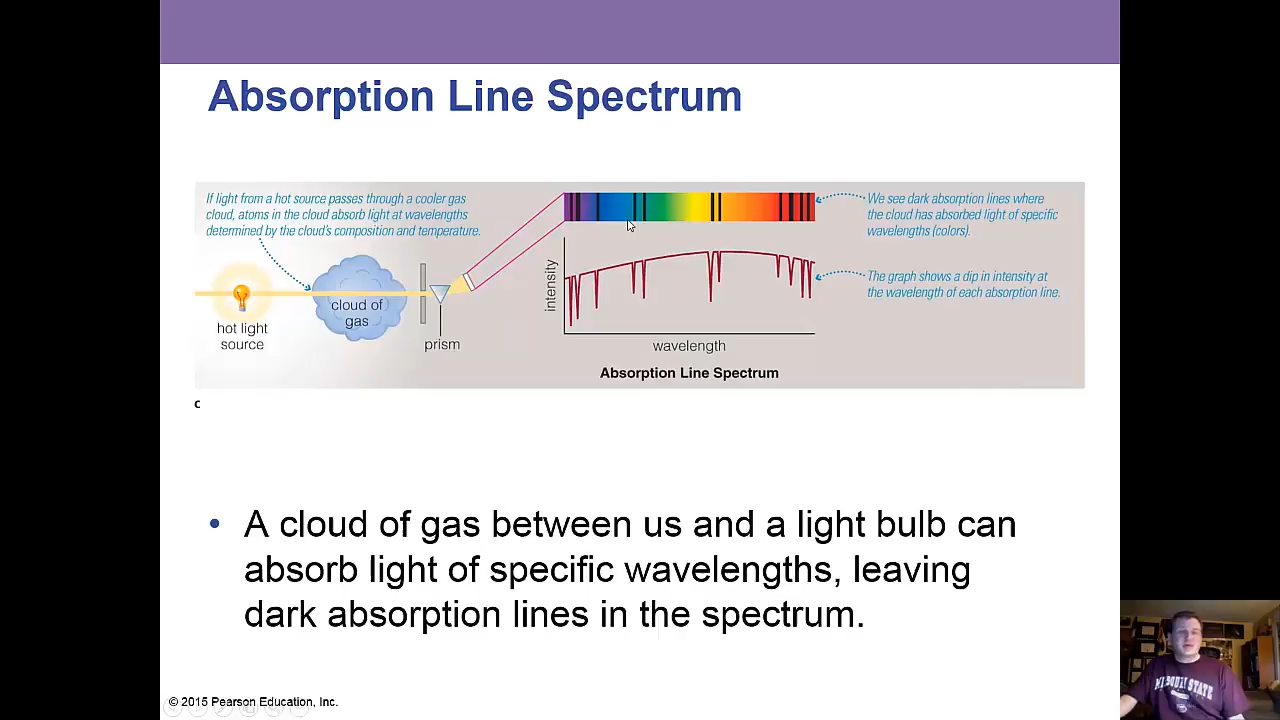 Absorption Line Spectrum
If light from a hot source passes through a cooler gas
cloud, atoms in the cloud absorb light at wavelengths
determined by the cloud's composition and temperature.
hot light
source
cloud of
gas
prism
intensity
wavelength
Absorption Line Spectrum
We see dark absorption lines where
the cloud has absorbed light of specific
wavelengths (colors).
The graph shows a dip in intensity at
the wavelength of each absorption line.
c
• A cloud of gas between us and a light bulb can
absorb light of specific wavelengths, leaving
dark absorption lines in the spectrum.
© 2015 Pearson Education, Inc.
MISSOURI STATE